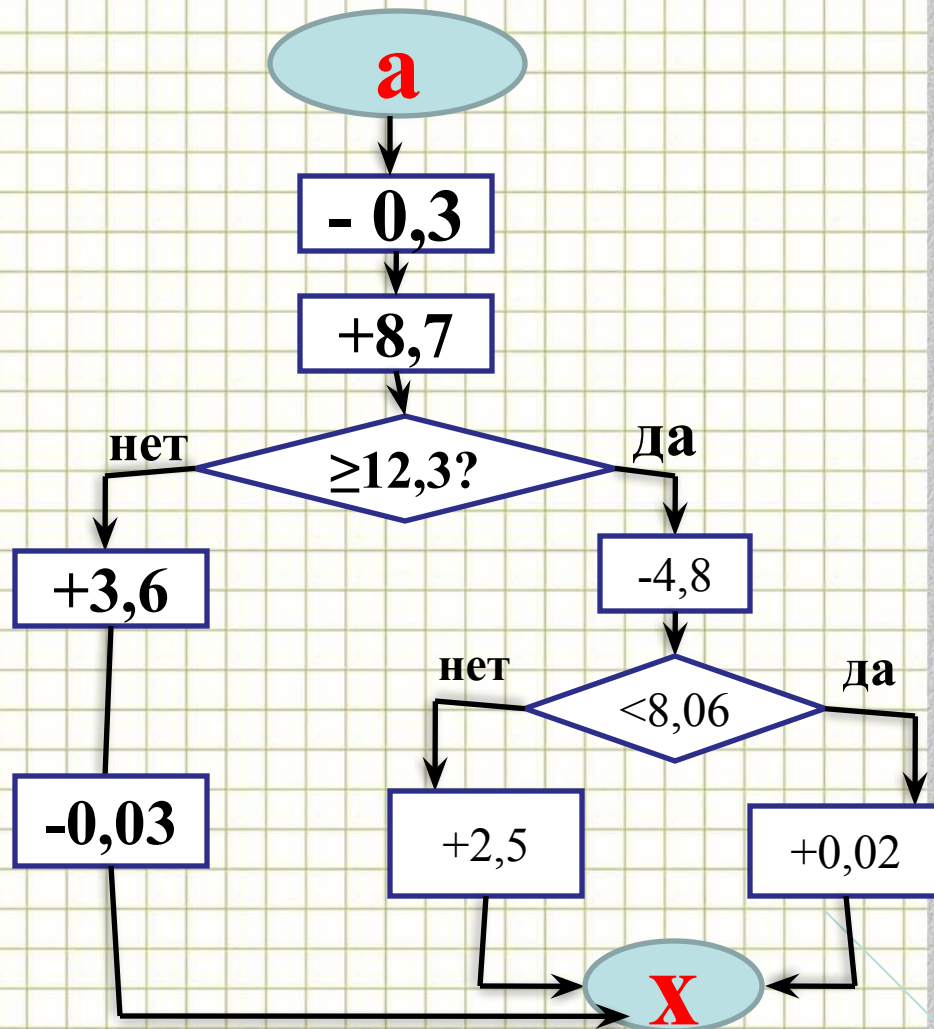 а
- 0,3
+8,7
нет
да
≥12,3?
+3,6
-4,8
нет
да
<8,06
-0,03
+2,5
+0,02
х